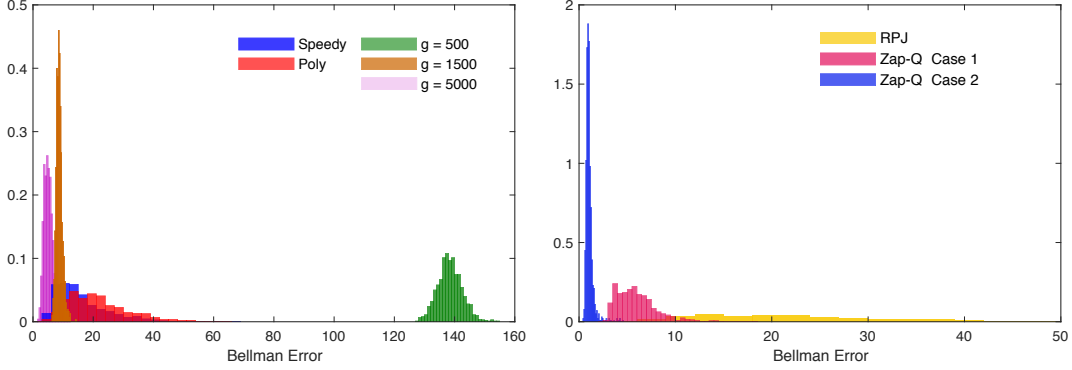 0.5
0.4
0.3
0.2
0.1
0
Speedy
Poly
g = 500
g = 1500
g = 5000
0 20 40 60 80 100 120 140 160
Bellman Error
2
1.5
1
0.5
0
RPJ
Zap-Q Case 1
Zap-Q Case 2
0 10 20 30 40 50
Bellman Error